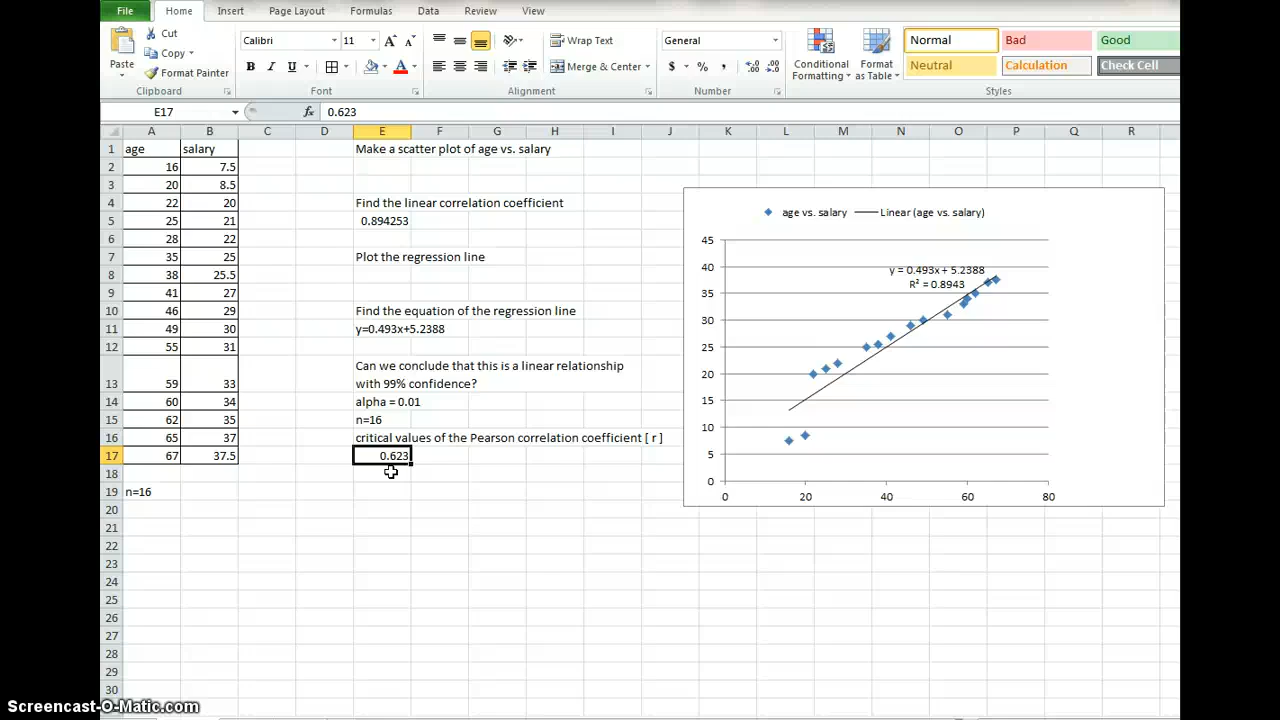 File Home Insert Page Layout Formulas Data Review View
Cut
Copy
Format Painter
Paste
Clipboard
Calibri 11 A A
B I U A
Font
Wrap Text
Merge & Center
Alignment
General
$ % , .0 .00 .00 .0
Number
Conditional Formatting
Format as Table
Normal Bad Good
Neutral Calculation Check Cell
Styles
E17 fx 0.623
A B C D E F G H I J K L M N O P Q R
1 age salary Make a scatter plot of age vs. salary
2 16 7.5
3 20 8.5
4 22 20 Find the linear correlation coefficient
5 25 21 0.894253
6 28 22
7 35 25 Plot the regression line
8 38 25.5
9 41 27
10 46 29 Find the equation of the regression line
11 49 30 y=0.493x+5.2388
12 55 31
Can we conclude that this is a linear relationship
13 59 33 with 99% confidence?
14 60 34 alpha = 0.01
15 62 35 n=16
16 65 37 critical values of the Pearson correlation coefficient [ r ]
17 67 37.5 0.623
18
19 n=16
20
21
22
23
24
25
26
27
28
29
30
age vs. salary Linear (age vs. salary)
45
40
35
30
25
20
15
10
5
0
y = 0.493x + 5.2388
R² = 0.8943
0 20 40 60 80
Screencast-O-Matic.com